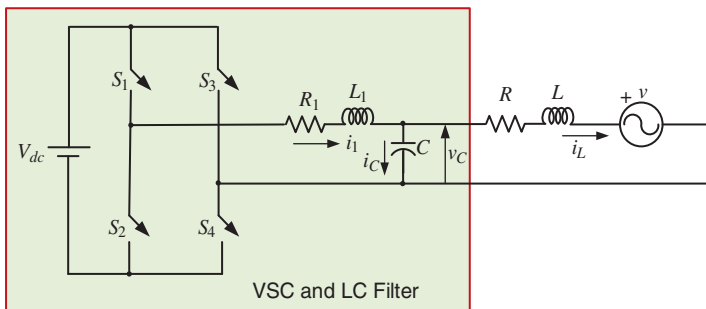 S1
S3
R1
L1
R
L
+ v
Vdc
i1
iC
C
vC
iL
S2
S4
VSC and LC Filter